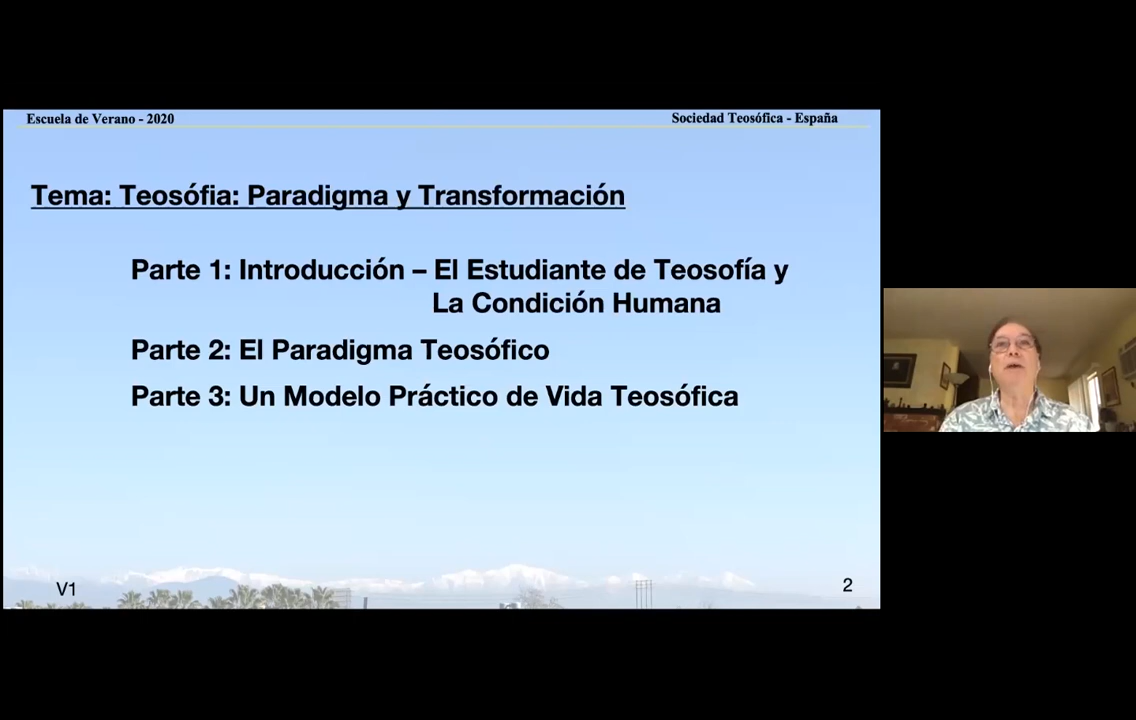 Escuela de Verano - 2020
Sociedad Teosófica - España
Tema: Teosófia: Paradigma y Transformación
Parte 1: Introducción – El Estudiante de Teosofía y
La Condición Humana
Parte 2: El Paradigma Teosófico
Parte 3: Un Modelo Práctico de Vida Teosófica
V1
2